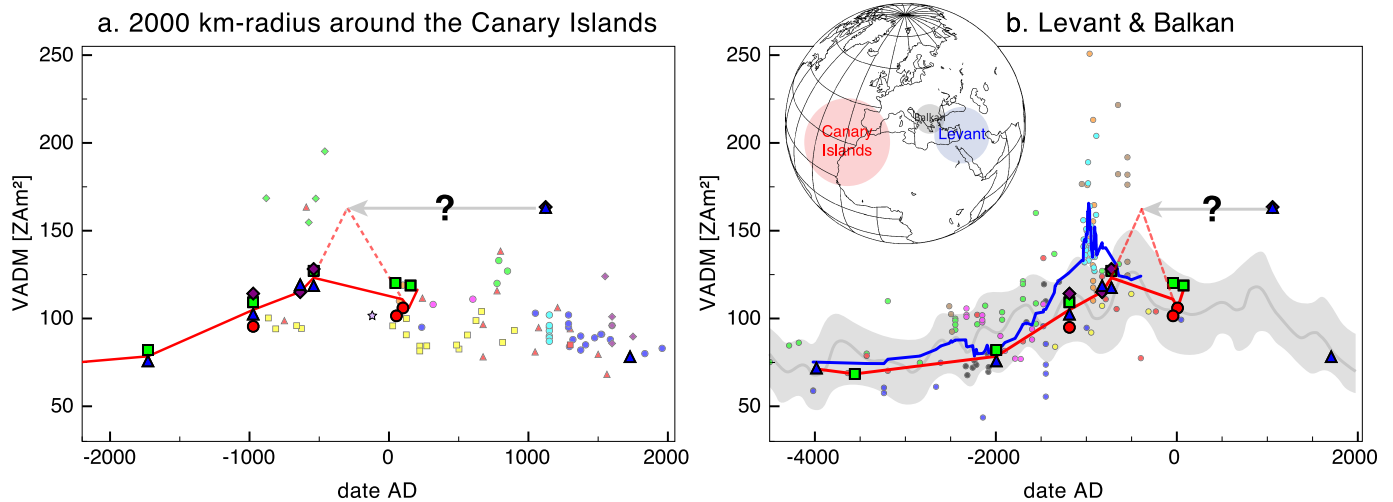 a. 2000 km-radius around the Canary Islands
b. Levant & Balkan
250
200
150
100
50
VADM [ZAm²]
-2000
-1000
0
1000
2000
date AD
?
250
200
150
100
50
VADM [ZAm²]
-4000
-2000
0
2000
date AD
?
Canary
Islands
Balkan
Levant